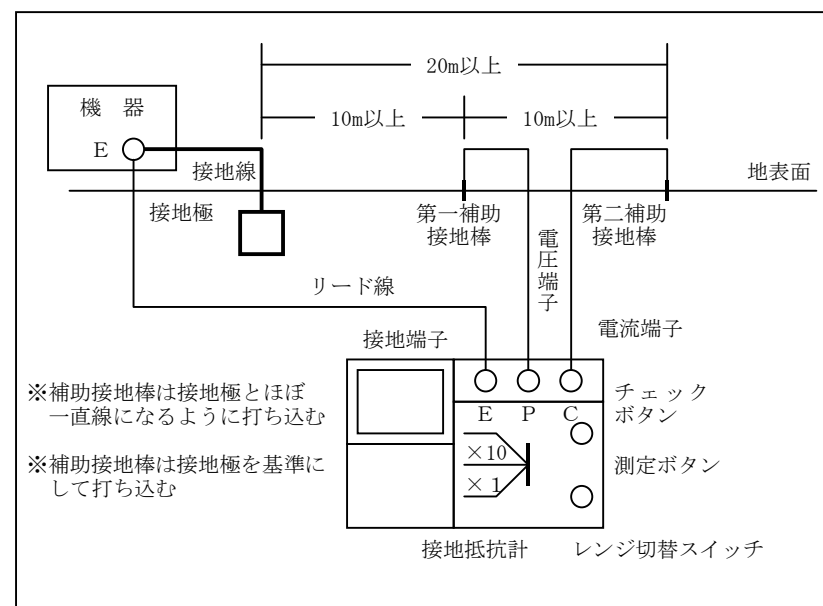 20m以上
機 器
10m以上
10m以上
E
接地線
地表面
接地極
第一補助
接地棒
第二補助
接地棒
電圧端子
リード線
電流端子
接地端子
※補助接地棒は接地極とほぼ
一直線になるように打ち込む
E P C
チェック
ボタン
×10
※補助接地棒は接地極を基準に
して打ち込む
測定ボタン
×1
接地抵抗計
レンジ切替スイッチ